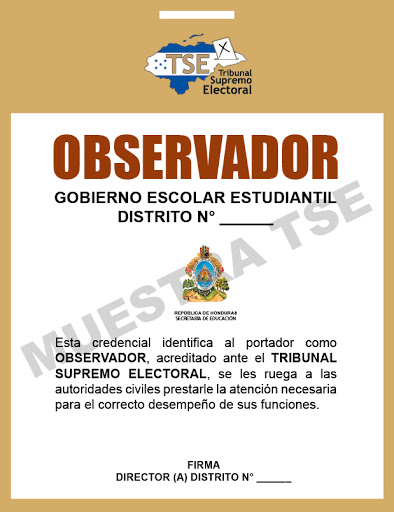 TSE
Tribunal
Supremo
Electoral
OBSERVADOR
GOBIERNO ESCOLAR ESTUDIANTIL
DISTRITO N° ______
MUESTRA TSE
REPÚBLICA DE HONDURAS
SECRETARÍA DE EDUCACIÓN
Esta credencial identifica al portador como
OBSERVADOR, acreditado ante el TRIBUNAL
SUPREMO ELECTORAL, se les ruega a las
autoridades civiles prestarle la atención necesaria
para el correcto desempeño de sus funciones.
FIRMA
DIRECTOR (A) DISTRITO N° ______